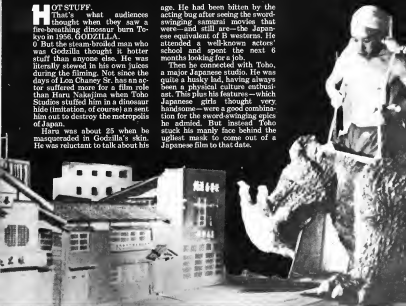 HOT STUFF.
That's what audiences
thought when they saw a
fire-breathing dinosaur burn To-
kyo in 1956. GODZILLA.
0 But the steam-broiled man who
was Godzilla thought it hotter
stuff than anyone else. He was
literally stewed in his own juices
during the filming. Not since the
days of Lon Chaney Sr. has an ac-
tor suffered more for a film role
than Haru Nakajima when Toho
Studios stuffed him in a dinosaur
hide (imitation, of course) an sent
him out to destroy the metropolis
of Japan.
Haru was about 25 when he
masqueraded in Godzilla's skin.
He was reluctant to talk about his
age. He had been bitten by the
acting bug after seeing the sword-
swinging samurai movies that
were—and still are—the Japan-
ese equivalent of B westerns. He
attended a well-known actors'
school and spent the next 6
months looking for a job.
Then he connected with Toho,
a major Japanese studio. He was
quite a husky lad, having always
been a physical culture enthusi-
ast. This plus his features—which
Japanese girls thought very
handsome—were a good combina-
tion for the sword-swinging epics
he admired. But instead Toho
stuck his manly face behind the
ugliest mask to come out of a
Japanese film to that date.